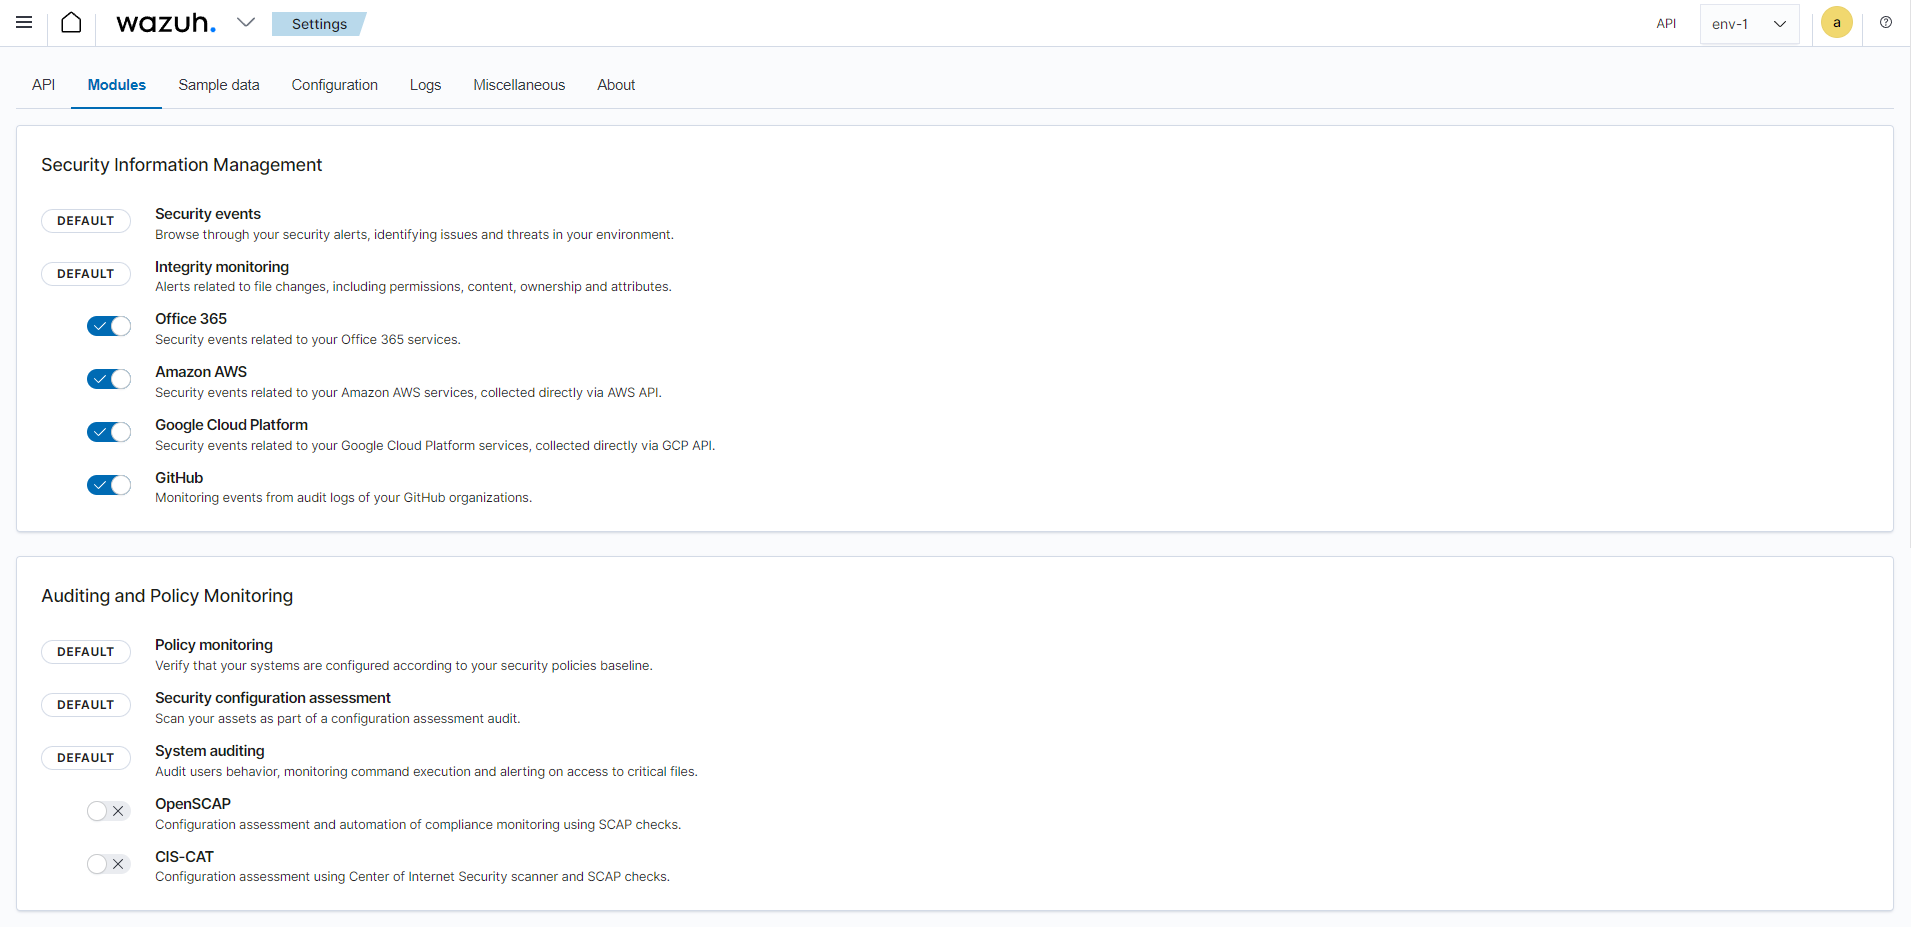 wazuh.
Settings
API
env-1
a
API
Modules
Sample data
Configuration
Logs
Miscellaneous
About
Security Information Management
DEFAULT
Security events
Browse through your security alerts, identifying issues and threats in your environment.
DEFAULT
Integrity monitoring
Alerts related to file changes, including permissions, content, ownership and attributes.
Office 365
Security events related to your Office 365 services.
Amazon AWS
Security events related to your Amazon AWS services, collected directly via AWS API.
Google Cloud Platform
Security events related to your Google Cloud Platform services, collected directly via GCP API.
GitHub
Monitoring events from audit logs of your GitHub organizations.
Auditing and Policy Monitoring
DEFAULT
Policy monitoring
Verify that your systems are configured according to your security policies baseline.
DEFAULT
Security configuration assessment
Scan your assets as part of a configuration assessment audit.
DEFAULT
System auditing
Audit users behavior, monitoring command execution and alerting on access to critical files.
OpenSCAP
Configuration assessment and automation of compliance monitoring using SCAP checks.
CIS-CAT
Configuration assessment using Center of Internet Security scanner and SCAP checks.